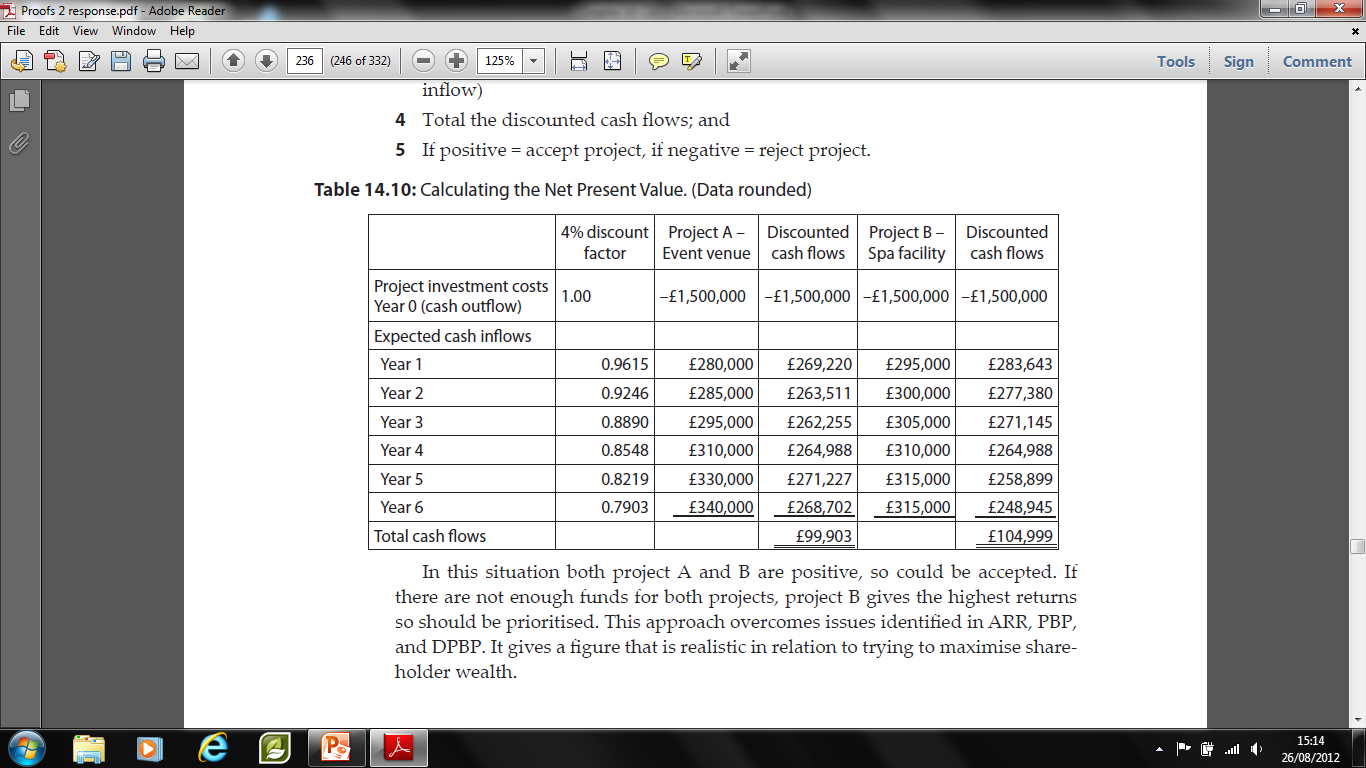 Proofs 2 response.pdf - Adobe Reader
File Edit View Window Help
236 (246 of 332) 125% Tools Sign Comment
inflow)
4 Total the discounted cash flows; and
5 If positive = accept project, if negative = reject project.
Table 14.10: Calculating the Net Present Value. (Data rounded)
4% discount factor Project A – Event venue Discounted cash flows Project B – Spa facility Discounted cash flows
Project investment costs Year 0 (cash outflow) 1.00 –£1,500,000 –£1,500,000 –£1,500,000 –£1,500,000
Expected cash inflows
Year 1 0.9615 £280,000 £269,220 £295,000 £283,643
Year 2 0.9246 £285,000 £263,511 £300,000 £277,380
Year 3 0.8890 £295,000 £262,255 £305,000 £271,145
Year 4 0.8548 £310,000 £264,988 £310,000 £264,988
Year 5 0.8219 £330,000 £271,227 £315,000 £258,899
Year 6 0.7903 £340,000 £268,702 £315,000 £248,945
Total cash flows £99,903 £104,999
In this situation both project A and B are positive, so could be accepted. If
there are not enough funds for both projects, project B gives the highest returns
so should be prioritised. This approach overcomes issues identified in ARR, PBP,
and DPBP. It gives a figure that is realistic in relation to trying to maximise share-
holder wealth.
15:14
26/08/2012